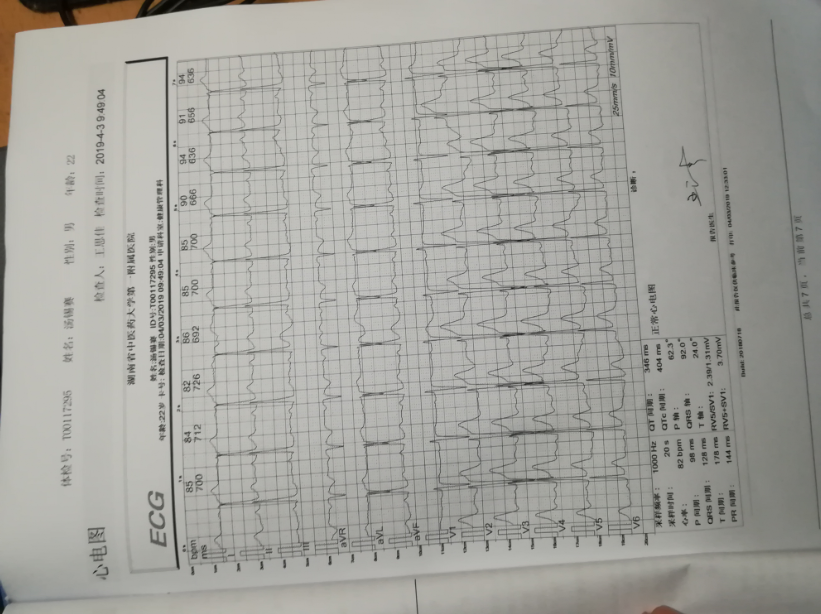 心电图
体检号：T00117295 姓名：汤锡赛 性别：男 年龄：22
检查人：王思佳 检查时间：2019-4-3 9:49:04
湖南省中医药大学第一附属医院
ECG
姓名:汤锡赛 ID号:T00117295 性别:男
年龄:22岁 卡号: 检查日期:04/03/2019 09:49:04 申请科室:健康管理科
bpm 85 84 82 86 85 85 90 94 91 94
ms 700 712 726 692 700 700 666 636 656 636
I
II
III
aVR
aVL
aVF
V1
V2
V3
V4
V5
V6
25mm/s 10mm/mV
采样频率： 1000 Hz
采样时间： 20 s
心率： 82 bpm
P 间期： 98 ms
QRS 间期： 128 ms
T 间期： 178 ms
PR 间期： 144 ms
QT 间期： 346 ms
QTc 间期： 404 ms
P 轴： 62.3°
QRS 轴： 92.0°
T 轴： 24.0°
RV5/SV1: 2.39/1.31mV
RV5+SV1: 3.70mV
正常心电图
诊断：
报告医生
总共 7 页，当前第 7 页